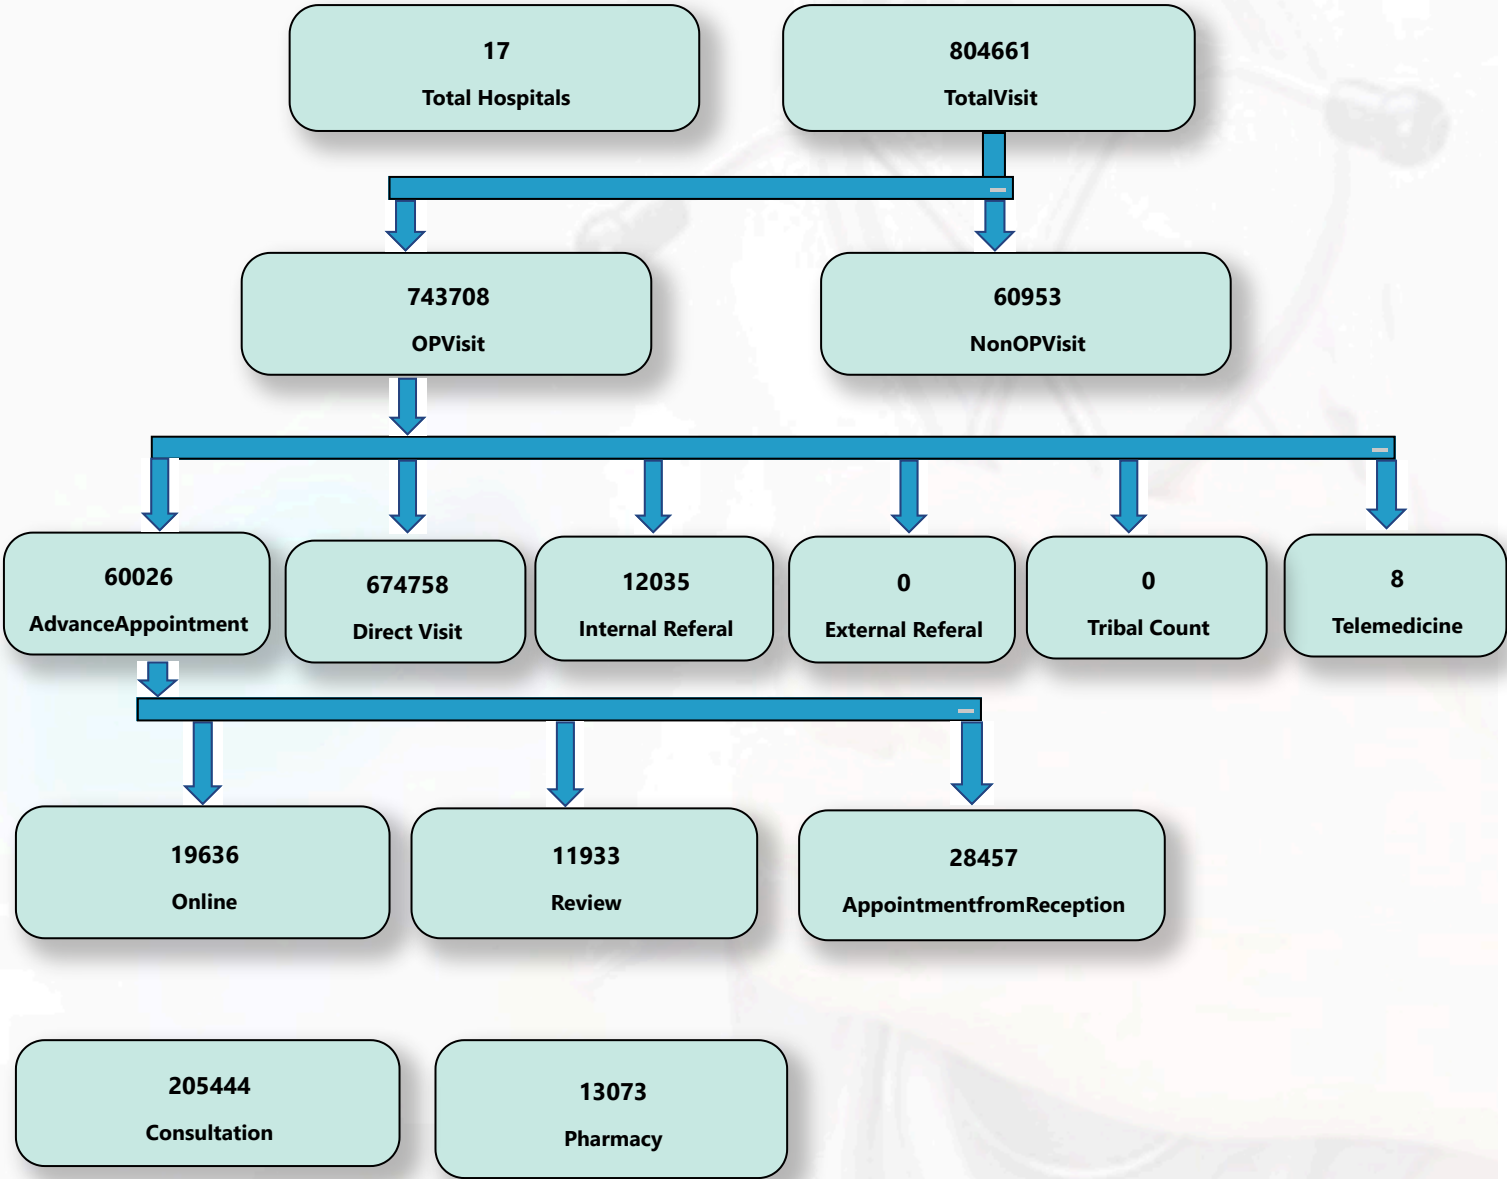 17
Total Hospitals
804661
TotalVisit
743708
OPVisit
60953
NonOPVisit
60026
AdvanceAppointment
674758
Direct Visit
12035
Internal Referal
0
External Referal
0
Tribal Count
8
Telemedicine
19636
Online
11933
Review
28457
AppointmentfromReception
205444
Consultation
13073
Pharmacy